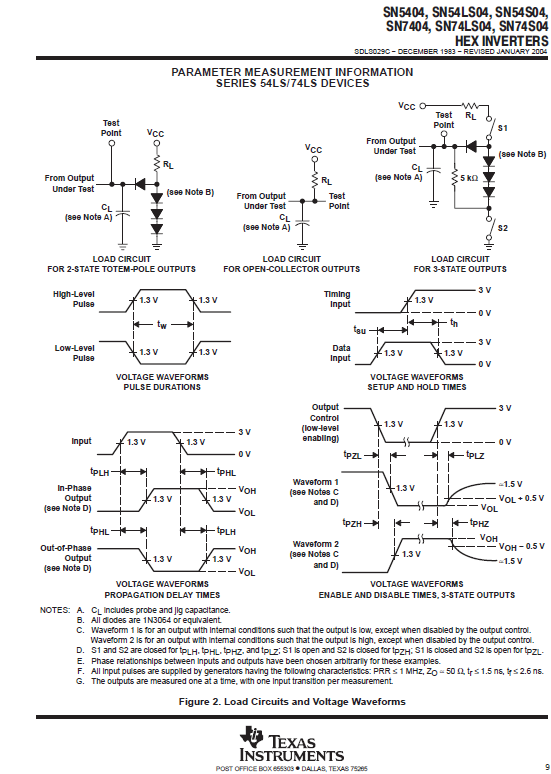 SN5404, SN54LS04, SN54S04,
SN7404, SN74LS04, SN74S04
HEX INVERTERS
SDLS029C − DECEMBER 1983 − REVISED JANUARY 2004
PARAMETER MEASUREMENT INFORMATION
SERIES 54LS/74LS DEVICES
Test
Point
VCC
RL
From Output
Under Test
CL
(see Note A)
(see Note B)
LOAD CIRCUIT
FOR 2-STATE TOTEM-POLE OUTPUTS
VCC
RL
From Output
Under Test
Test
Point
CL
(see Note A)
LOAD CIRCUIT
FOR OPEN-COLLECTOR OUTPUTS
VCC
RL
Test
Point
S1
From Output
Under Test
(see Note B)
CL
(see Note A)
5 kΩ
S2
LOAD CIRCUIT
FOR 3-STATE OUTPUTS
High-Level
Pulse
1.3 V
1.3 V
tw
Low-Level
Pulse
1.3 V
1.3 V
VOLTAGE WAVEFORMS
PULSE DURATIONS
Timing
Input
1.3 V
3 V
0 V
tsu
th
Data
Input
1.3 V
1.3 V
3 V
0 V
VOLTAGE WAVEFORMS
SETUP AND HOLD TIMES
Input
1.3 V
1.3 V
3 V
0 V
tPLH
tPHL
In-Phase
Output
(see Note D)
1.3 V
1.3 V
VOH
VOL
tPHL
tPLH
Out-of-Phase
Output
(see Note D)
1.3 V
1.3 V
VOH
VOL
VOLTAGE WAVEFORMS
PROPAGATION DELAY TIMES
Output
Control
(low-level
enabling)
1.3 V
1.3 V
3 V
0 V
tPZL
tPLZ
Waveform 1
(see Notes C
and D)
1.3 V
≈1.5 V
VOL + 0.5 V
VOL
tPZH
tPHZ
Waveform 2
(see Notes C
and D)
1.3 V
VOH
VOH − 0.5 V
≈1.5 V
VOLTAGE WAVEFORMS
ENABLE AND DISABLE TIMES, 3-STATE OUTPUTS
NOTES: A. CL includes probe and jig capacitance.
B. All diodes are 1N3064 or equivalent.
C. Waveform 1 is for an output with internal conditions such that the output is low, except when disabled by the output control.
Waveform 2 is for an output with internal conditions such that the output is high, except when disabled by the output control.
D. S1 and S2 are closed for tPLH, tPHL, tPHZ, and tPLZ; S1 is open and S2 is closed for tPZH; S1 is closed and S2 is open for tPZL.
E. Phase relationships between inputs and outputs have been chosen arbitrarily for these examples.
F. All input pulses are supplied by generators having the following characteristics: PRR ≤ 1 MHz, ZO ≈ 50 Ω, tr ≤ 1.5 ns, tf ≤ 2.6 ns.
G. The outputs are measured one at a time, with one input transition per measurement.
Figure 2. Load Circuits and Voltage Waveforms
TEXAS
INSTRUMENTS
POST OFFICE BOX 655303 ● DALLAS, TEXAS 75265
9